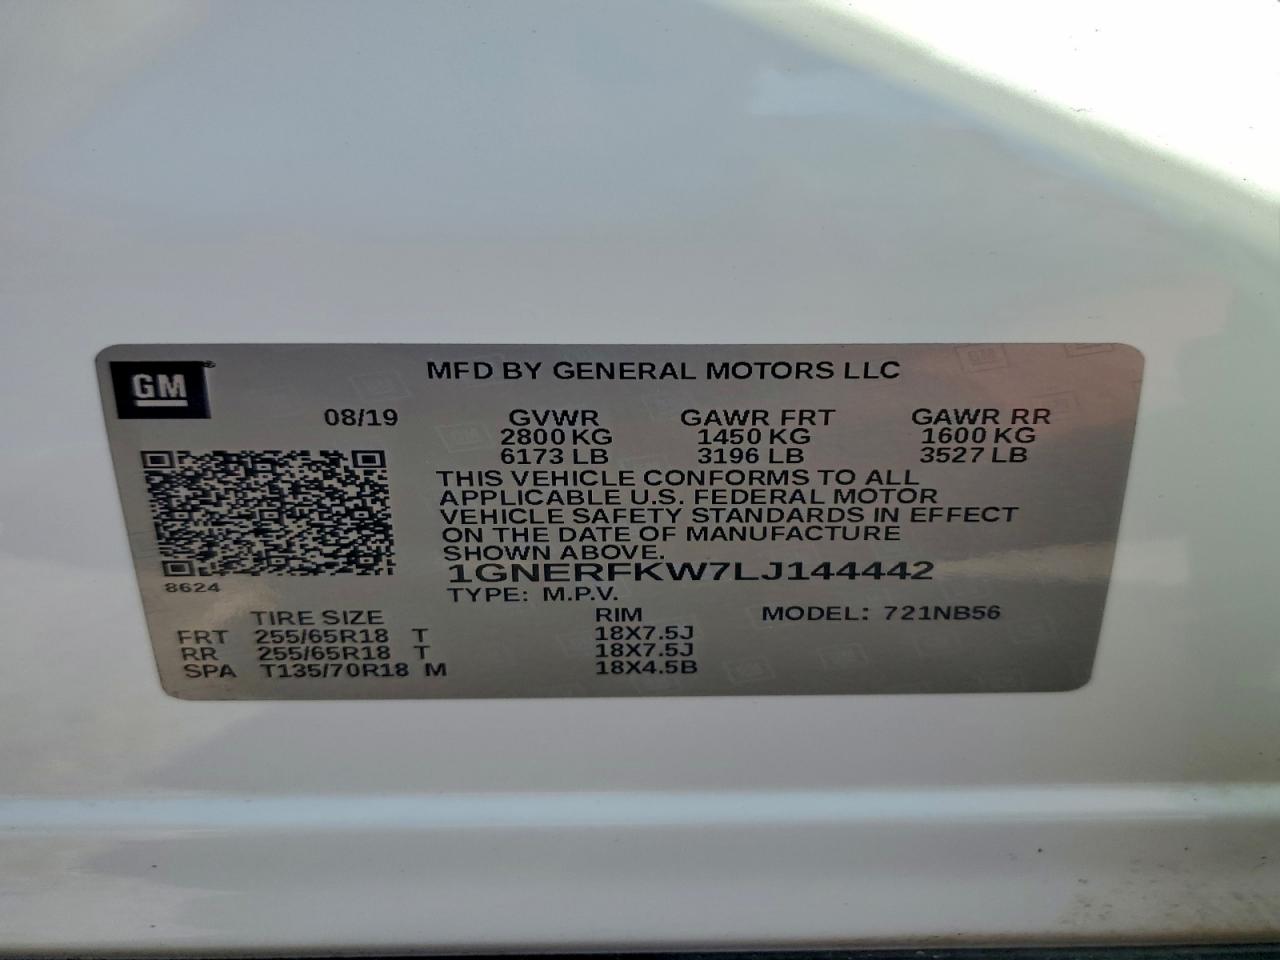 GM
MFD BY GENERAL MOTORS LLC
08/19 GVWR GAWR FRT GAWR RR
2800 KG 1450 KG 1600 KG
6173 LB 3196 LB 3527 LB
THIS VEHICLE CONFORMS TO ALL
APPLICABLE U.S. FEDERAL MOTOR
VEHICLE SAFETY STANDARDS IN EFFECT
ON THE DATE OF MANUFACTURE
SHOWN ABOVE.
1GNERFKW7LJ144442
8624
TYPE: M.P.V.
TIRE SIZE RIM MODEL: 721NB56
FRT 255/65R18 T 18X7.5J
RR 255/65R18 T 18X7.5J
SPA T135/70R18 M 18X4.5B